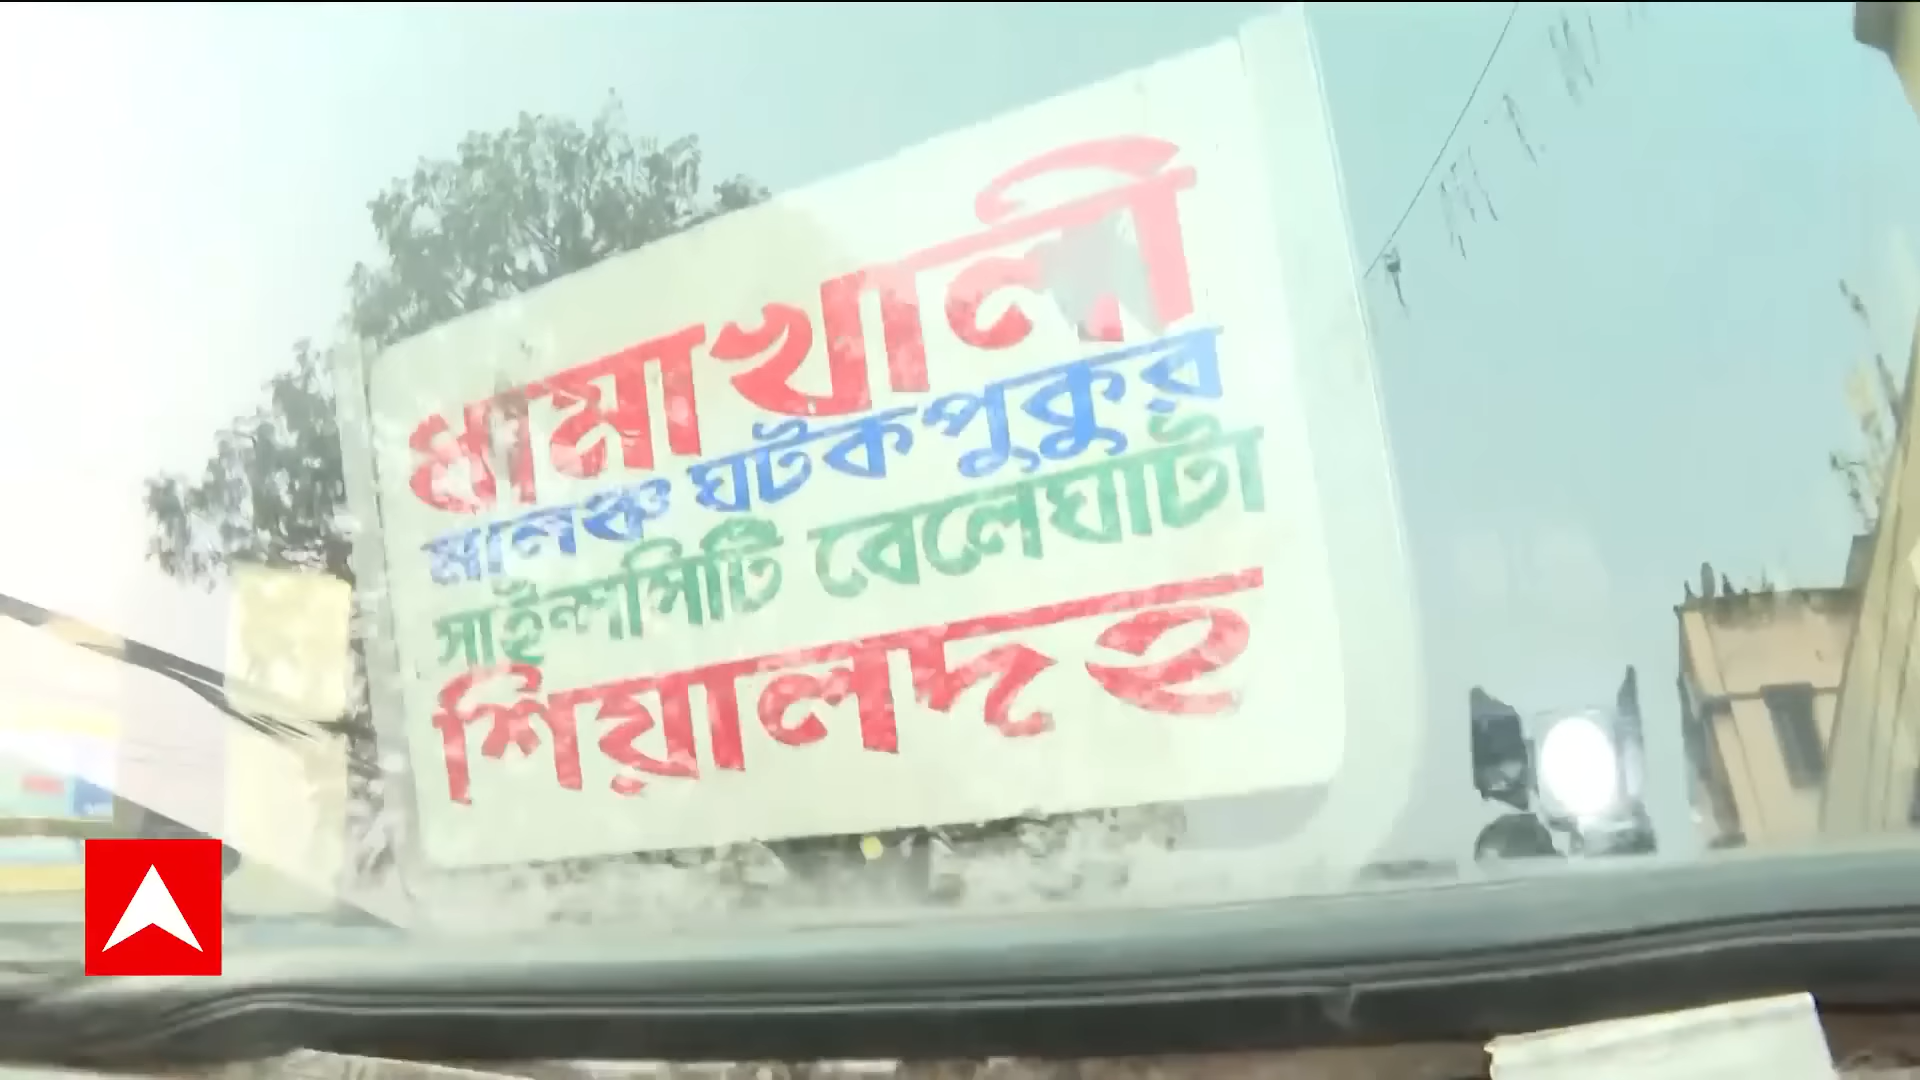 ধামাখালী
মালঞ্চ ঘটকপুকুর
সাইন্সসিটি বেলেঘাটা
শিয়ালদহ